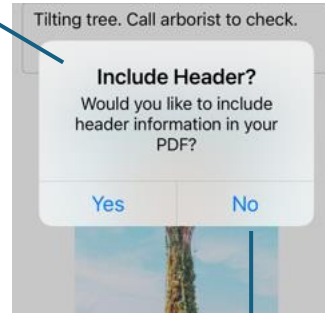 Tilting tree. Call arborist to check.
Include Header?
Would you like to include
header information in your
PDF?
Yes
No